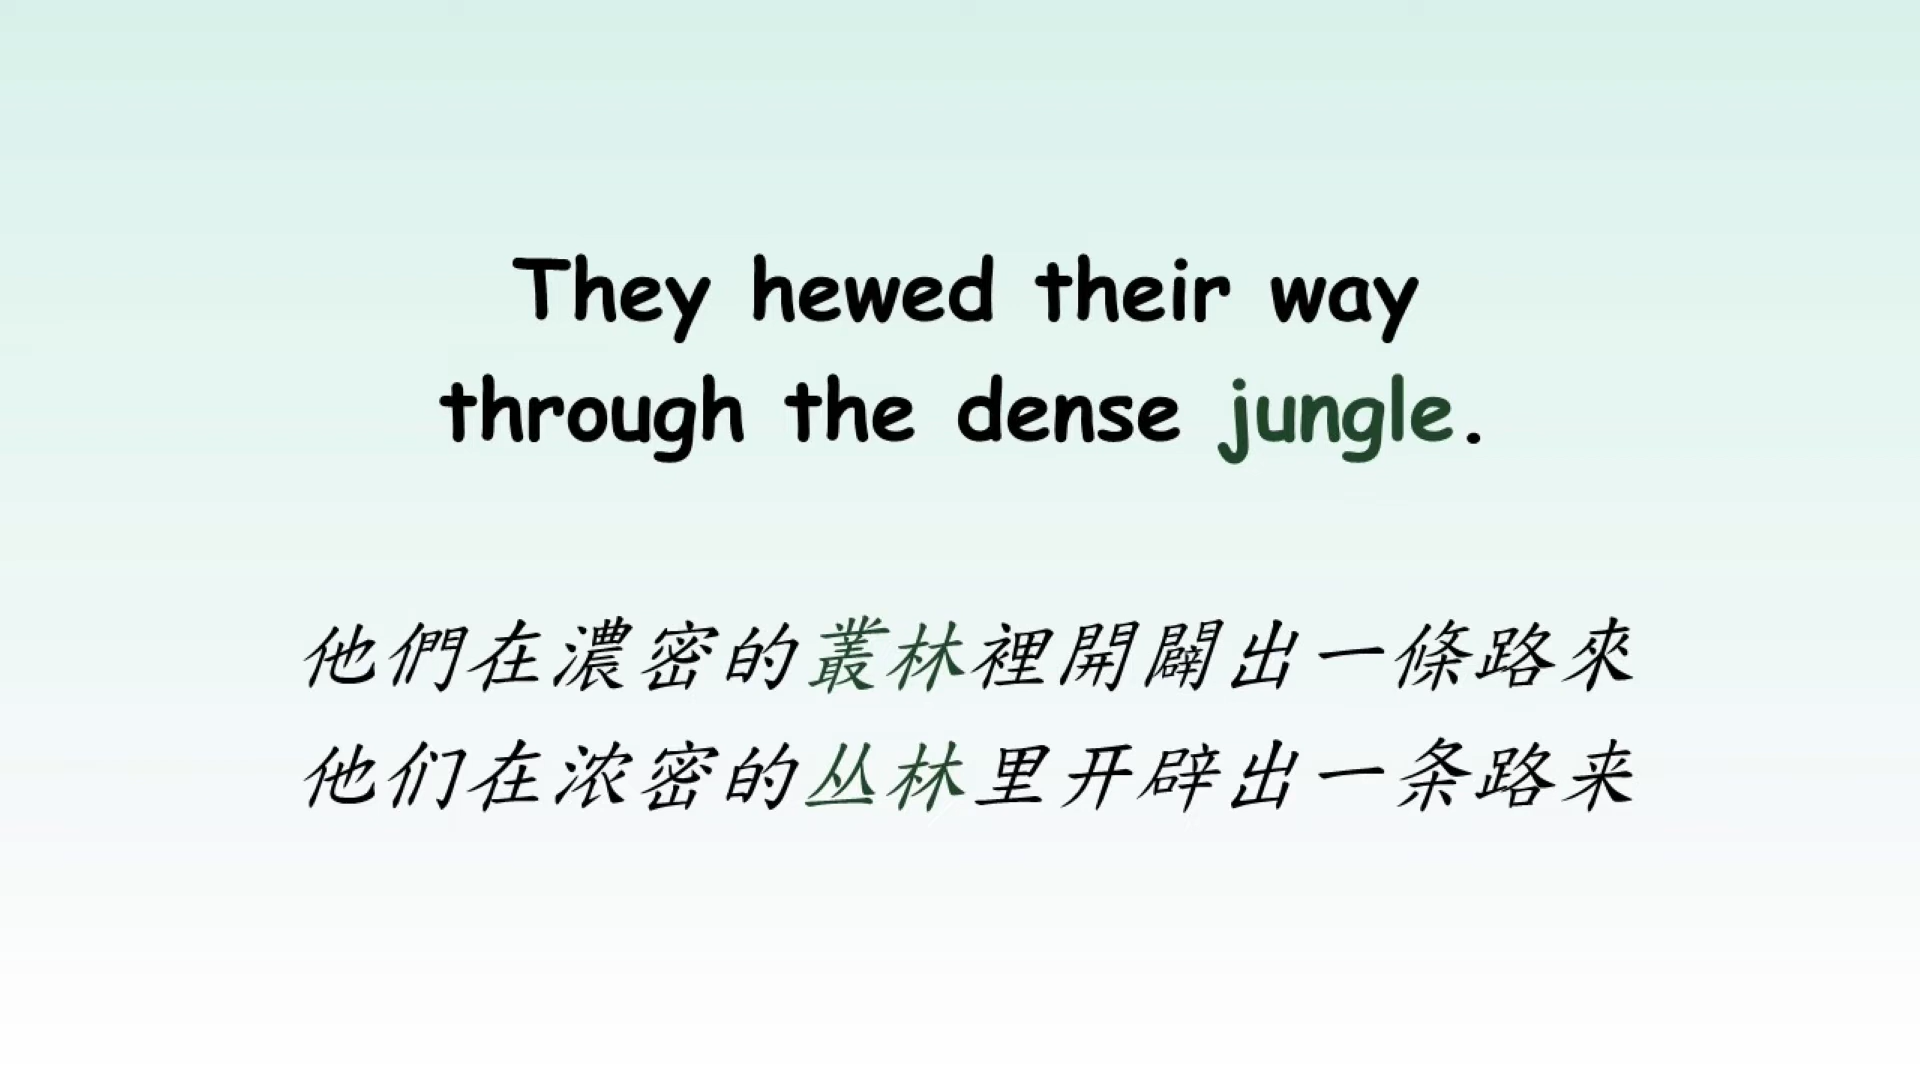 They hewed their way
through the dense jungle.
他們在濃密的叢林裡開闢出一條路來
他们在浓密的丛林里开辟出一条路来